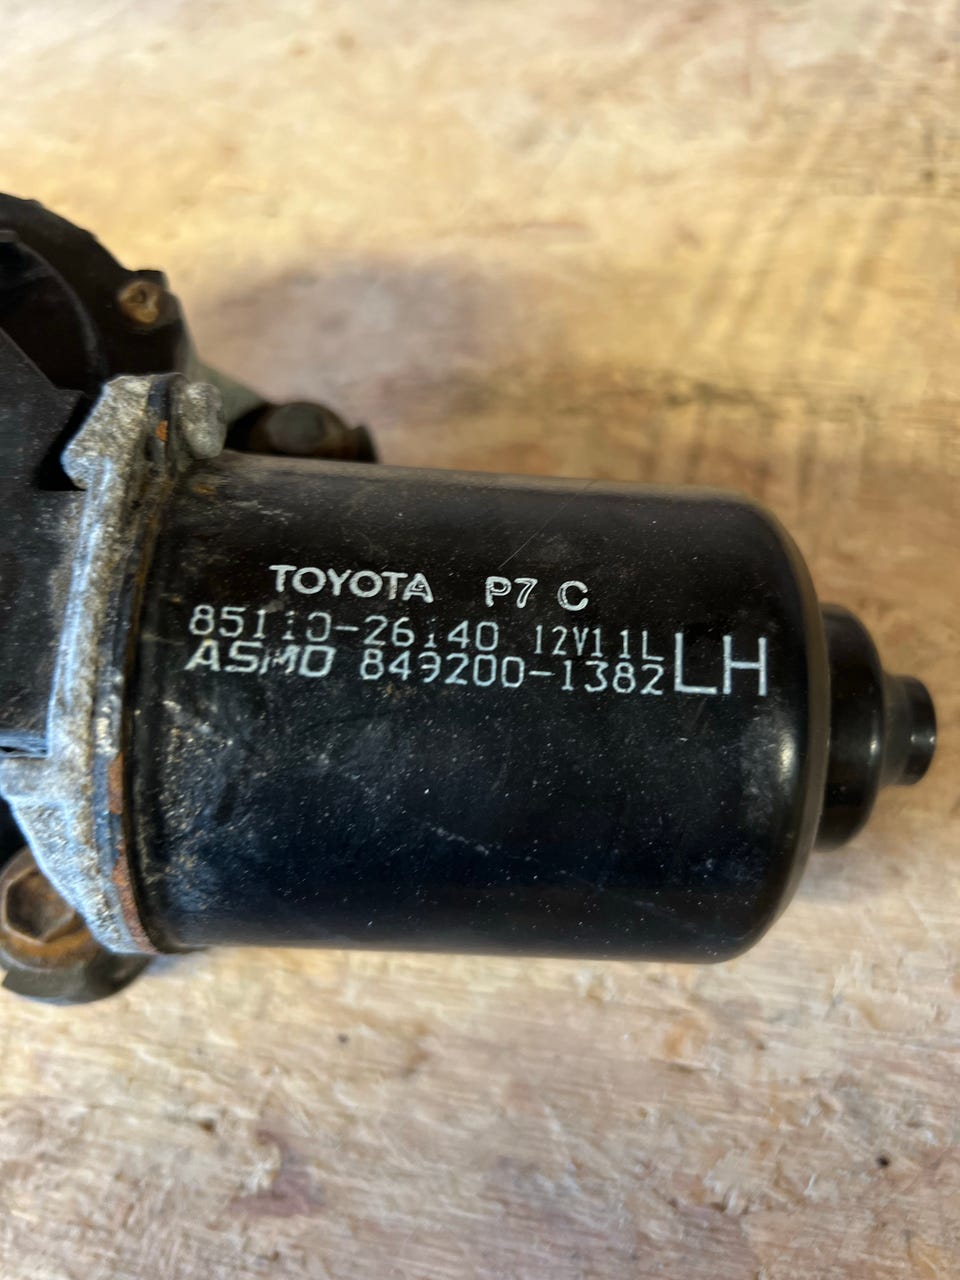 TOYOTA P7 C
85110-26140 12V11L
ASMO 849200-1382 LH